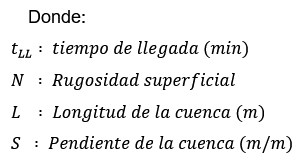 Donde:
t_LL : tiempo de llegada (min)
N : Rugosidad superficial
L : Longitud de la cuenca (m)
S : Pendiente de la cuenca (m/m)